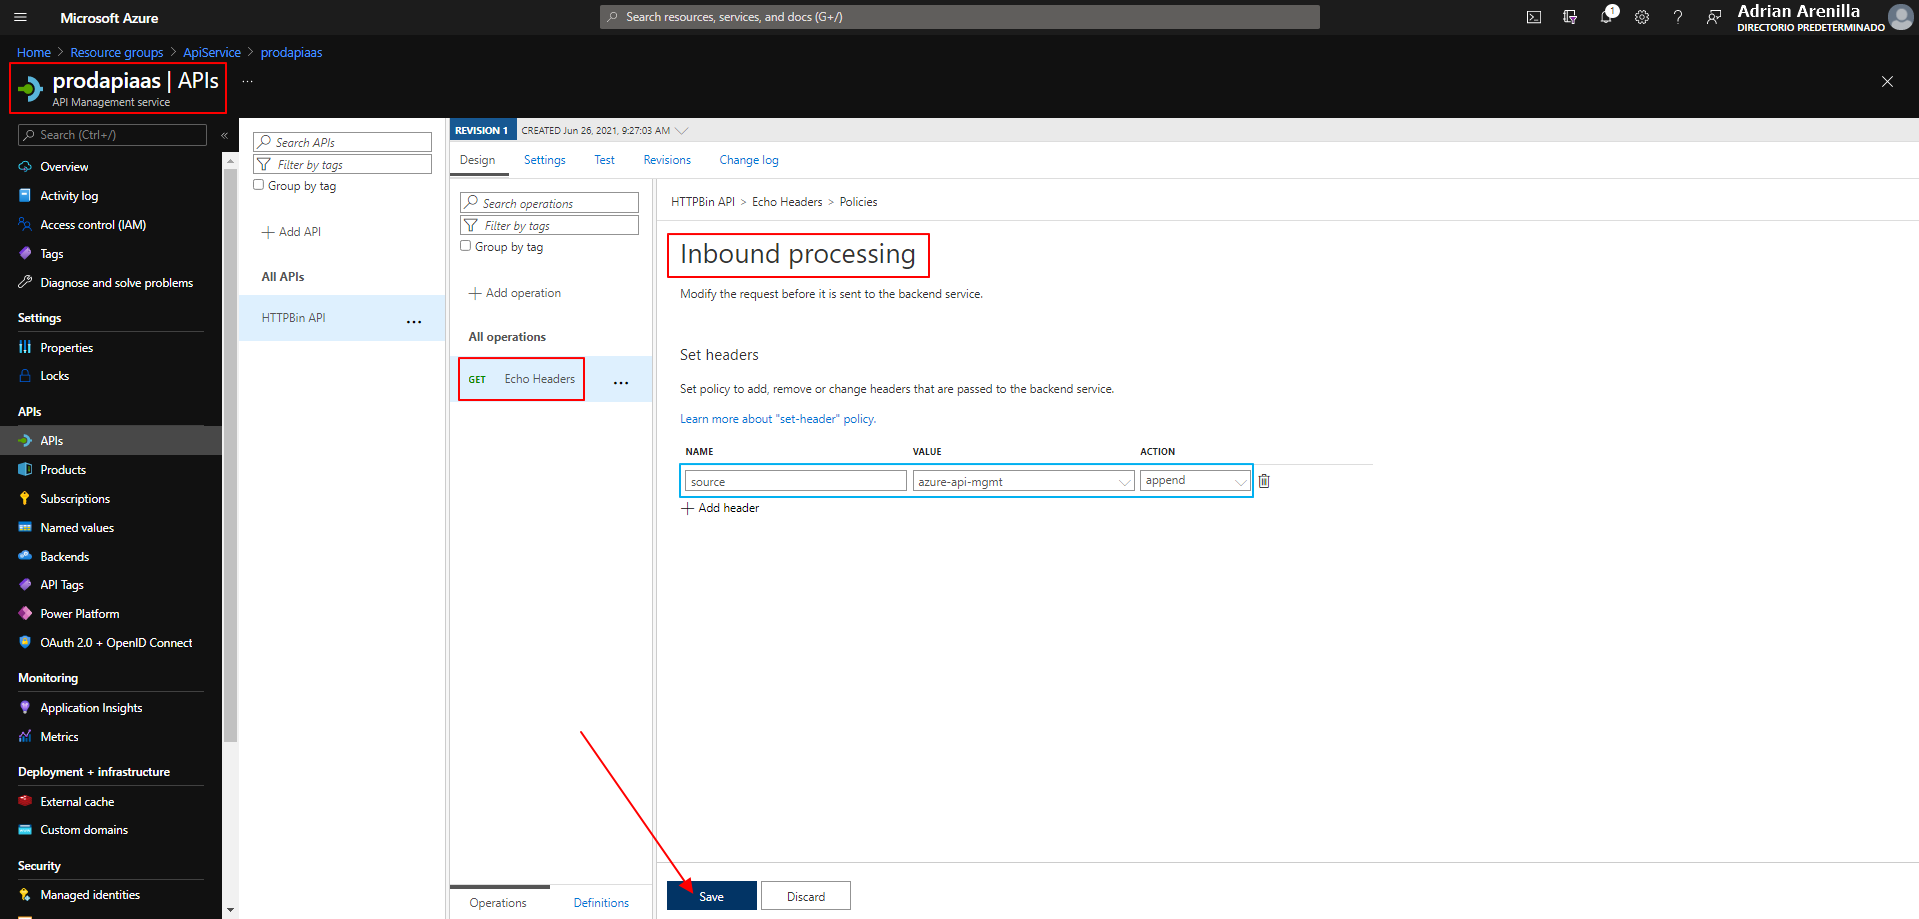 Microsoft Azure
Search resources, services, and docs (G+/)
1
Adrian Arenilla
DIRECTORIO PREDETERMINADO
Home > Resource groups > ApiService > prodapiaas
prodapiaas | APIs ...
API Management service
Search (Ctrl+/)
«
Overview
Activity log
Access control (IAM)
Tags
Diagnose and solve problems
Settings
Properties
Locks
APIs
APIs
Products
Subscriptions
Named values
Backends
API Tags
Power Platform
OAuth 2.0 + OpenID Connect
Monitoring
Application Insights
Metrics
Deployment + infrastructure
External cache
Custom domains
Security
Managed identities
Search APIs
Filter by tags
Group by tag
+ Add API
All APIs
HTTPBin API ...
REVISION 1 CREATED Jun 26, 2021, 9:27:03 AM
Design Settings Test Revisions Change log
Search operations
Filter by tags
Group by tag
+ Add operation
All operations
GET Echo Headers ...
Operations Definitions
HTTPBin API > Echo Headers > Policies
Inbound processing
Modify the request before it is sent to the backend service.
Set headers
Set policy to add, remove or change headers that are passed to the backend service.
Learn more about "set-header" policy.
NAME VALUE ACTION
source azure-api-mgmt append
+ Add header
Save Discard